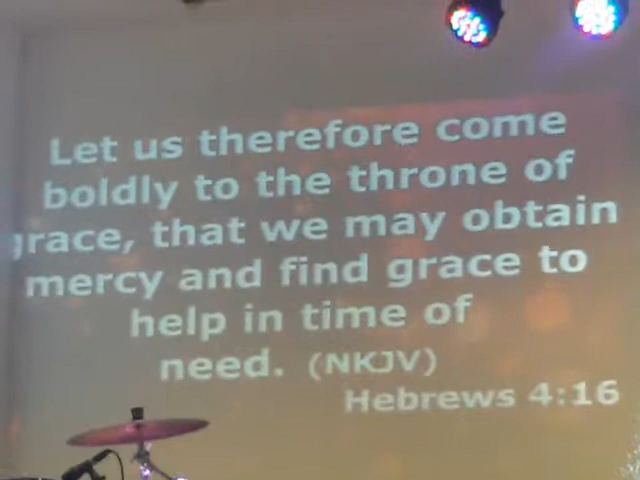 Let us therefore come
boldly to the throne of
grace, that we may obtain
mercy and find grace to
help in time of
need. (NKJV)
Hebrews 4:16